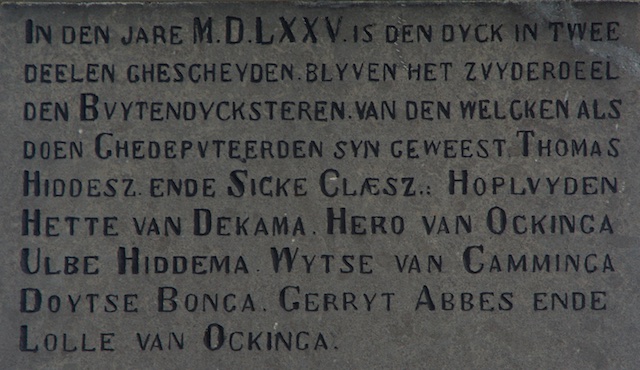 IN DEN JARE M.D.LXXV. IS DEN DYCK IN TWEE
DEELEN GHESCHEYDEN. BLYVEN HET ZVYDERDEEL
DEN BVYTENDYCKSTEREN. VAN DEN WELCKEN ALS
DOEN GHEDEPVTEERDEN SYN GEWEEST THOMAS
HIDDESZ. ENDE SICKE CLÆSZ.: HOPLVYDEN
HETTE VAN DEKAMA. HERO VAN OCKINGA
ULBE HIDDEMA. WYTSE VAN CAMMINGA
DOYTSE BONGA. GERRYT ABBES ENDE
LOLLE VAN OCKINGA.